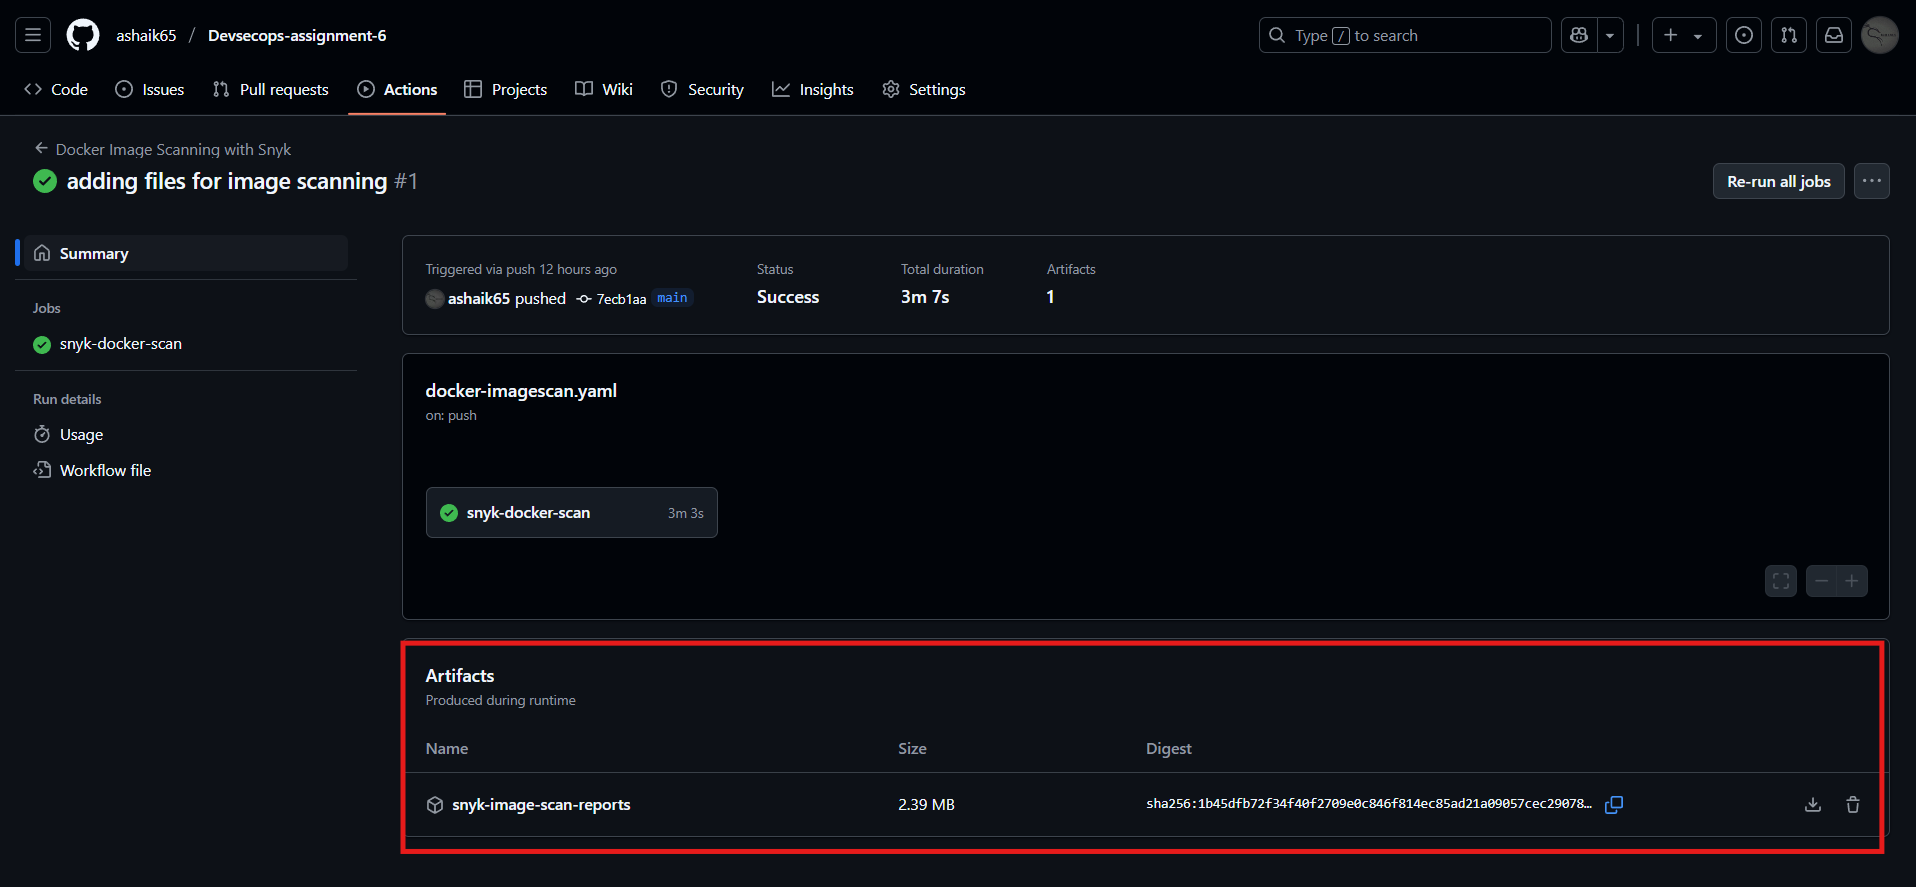 ashaik65 / Devsecops-assignment-6
Type / to search
Code Issues Pull requests Actions Projects Wiki Security Insights Settings
Docker Image Scanning with Snyk
adding files for image scanning #1
Re-run all jobs
Summary
Jobs
snyk-docker-scan
Run details
Usage
Workflow file
Triggered via push 12 hours ago Status Total duration Artifacts
ashaik65 pushed 7ecb1aa main Success 3m 7s 1
docker-imagescan.yaml
on: push
snyk-docker-scan 3m 3s
Artifacts
Produced during runtime
Name Size Digest
snyk-image-scan-reports 2.39 MB sha256:1b45dfb72f34f40f2709e0c846f814ec85ad21a09057cec29078…